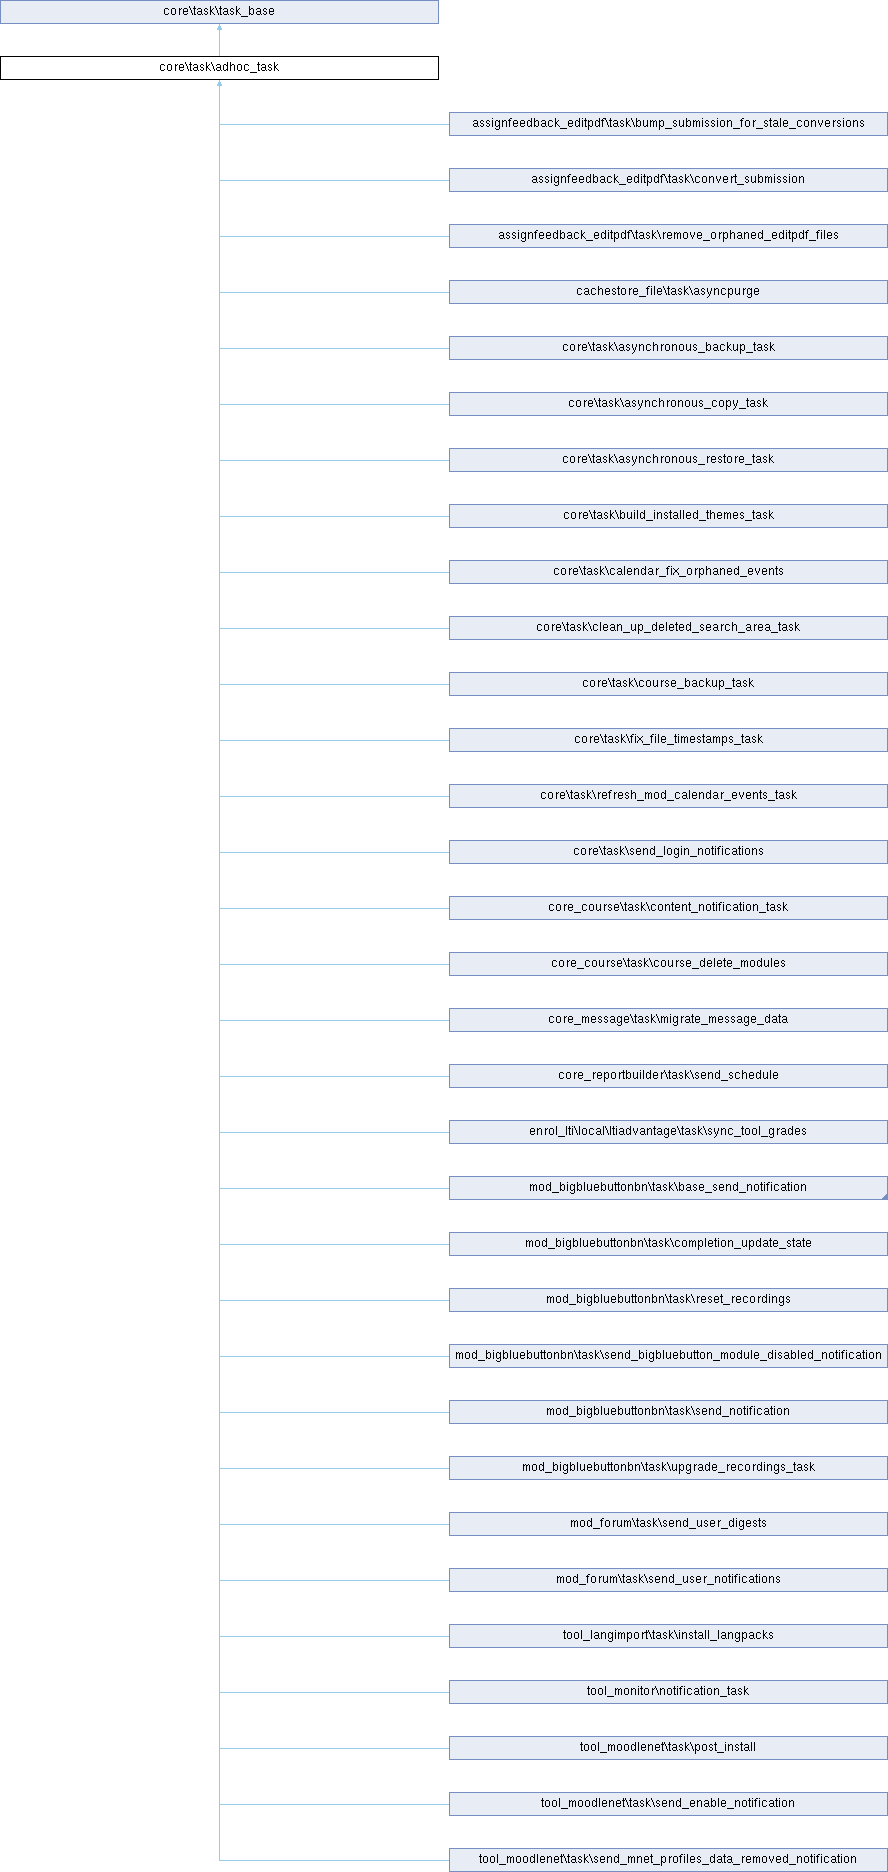 core\task\task_base
core\task\adhoc_task
assignfeedback_editpdf\task\bump_submission_for_stale_conversions
assignfeedback_editpdf\task\convert_submission
assignfeedback_editpdf\task\remove_orphaned_editpdf_files
cachestore_file\task\asyncpurge
core\task\asynchronous_backup_task
core\task\asynchronous_copy_task
core\task\asynchronous_restore_task
core\task\build_installed_themes_task
core\task\calendar_fix_orphaned_events
core\task\clean_up_deleted_search_area_task
core\task\course_backup_task
core\task\fix_file_timestamps_task
core\task\refresh_mod_calendar_events_task
core\task\send_login_notifications
core_course\task\content_notification_task
core_course\task\course_delete_modules
core_message\task\migrate_message_data
core_reportbuilder\task\send_schedule
enrol_lti\local\ltiadvantage\task\sync_tool_grades
mod_bigbluebuttonbn\task\base_send_notification
mod_bigbluebuttonbn\task\completion_update_state
mod_bigbluebuttonbn\task\reset_recordings
mod_bigbluebuttonbn\task\send_bigbluebutton_module_disabled_notification
mod_bigbluebuttonbn\task\send_notification
mod_bigbluebuttonbn\task\upgrade_recordings_task
mod_forum\task\send_user_digests
mod_forum\task\send_user_notifications
tool_langimport\task\install_langpacks
tool_monitor\notification_task
tool_moodlenet\task\post_install
tool_moodlenet\task\send_enable_notification
tool_moodlenet\task\send_mnet_profiles_data_removed_notification